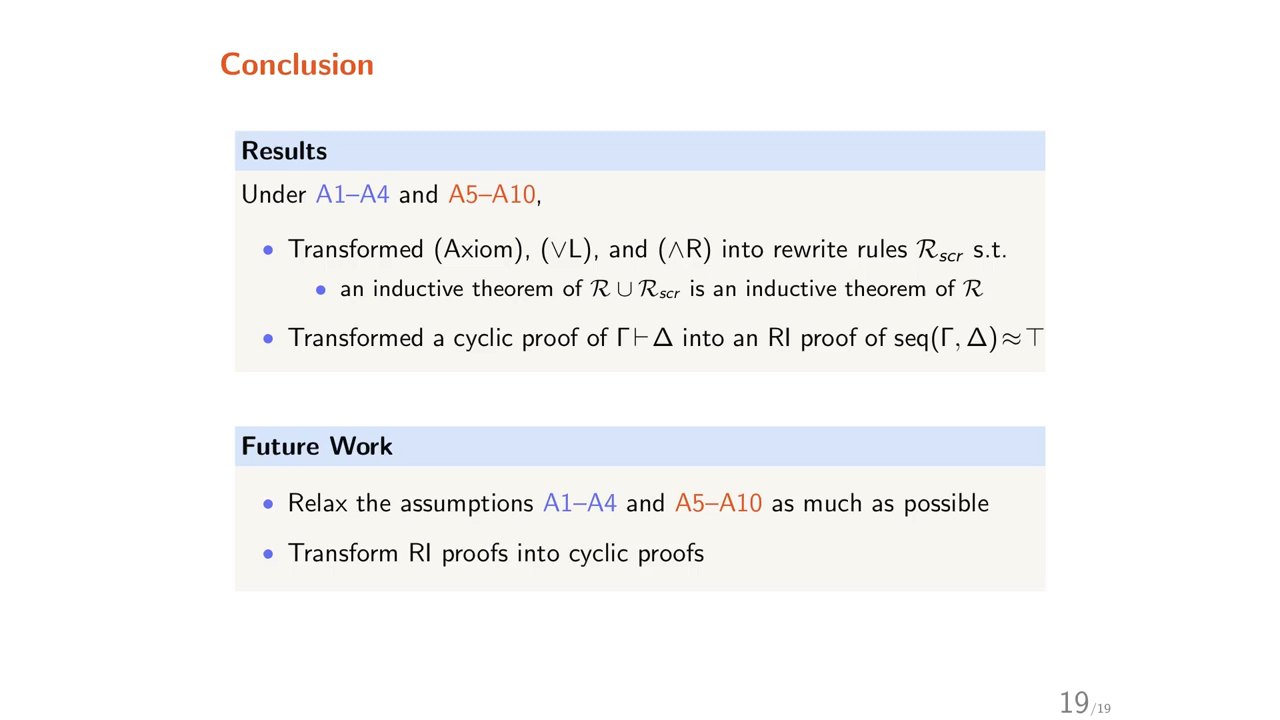 Conclusion
Results
Under A1–A4 and A5–A10,
• Transformed (Axiom), (∨L), and (∧R) into rewrite rules ℛscr s.t.
• an inductive theorem of ℛ ∪ ℛscr is an inductive theorem of ℛ
• Transformed a cyclic proof of Γ⊢Δ into an RI proof of seq(Γ, Δ)≈⊤
Future Work
• Relax the assumptions A1–A4 and A5–A10 as much as possible
• Transform RI proofs into cyclic proofs
19/19